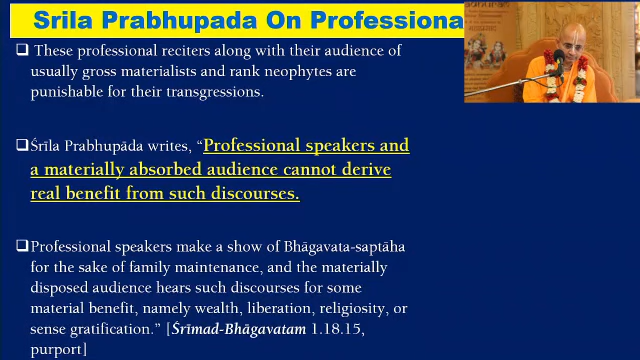 Srila Prabhupada On Professiona
❑ These professional reciters along with their audience of
usually gross materialists and rank neophytes are
punishable for their transgressions.
❑Śrīla Prabhupāda writes, “Professional speakers and
a materially absorbed audience cannot derive
real benefit from such discourses.
❑Professional speakers make a show of Bhāgavata-saptāha
for the sake of family maintenance, and the materially
disposed audience hears such discourses for some
material benefit, namely wealth, liberation, religiosity, or
sense gratification.” [Śrīmad-Bhāgavatam 1.18.15,
purport]